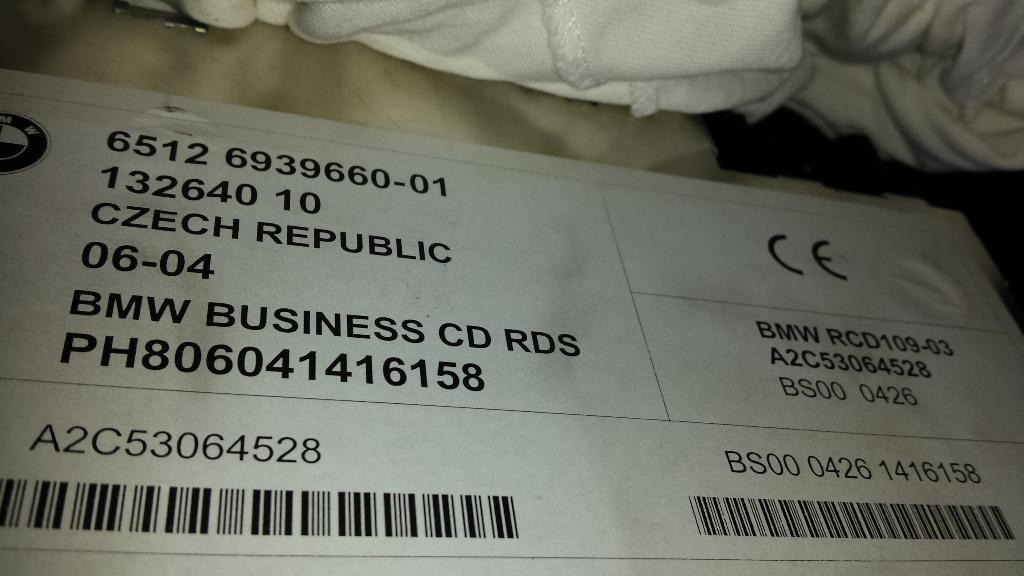 6512 6939660-01
132640 10
CZECH REPUBLIC
06-04
BMW BUSINESS CD RDS
PH806041416158
CE
BMW RCD109-03
A2C53064528
BS00 0426
A2C53064528
BS00 0426 1416158